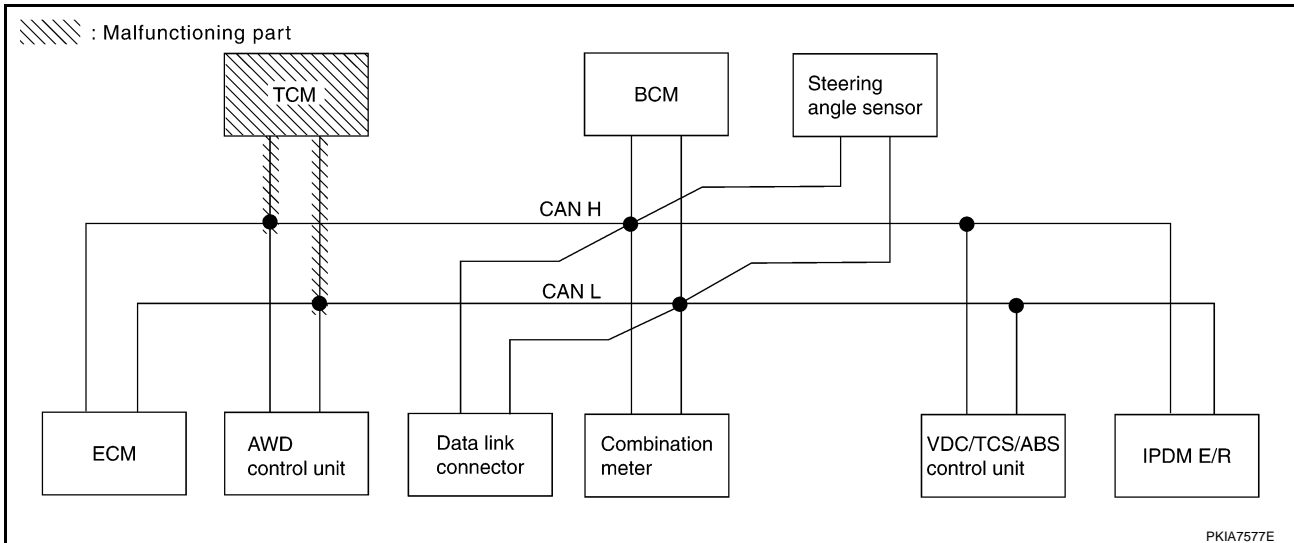 : Malfunctioning part
TCM
BCM
Steering
angle sensor
CAN H
CAN L
ECM
AWD
control unit
Data link
connector
Combination
meter
VDC/TCS/ABS
control unit
IPDM E/R
PKIA7577E